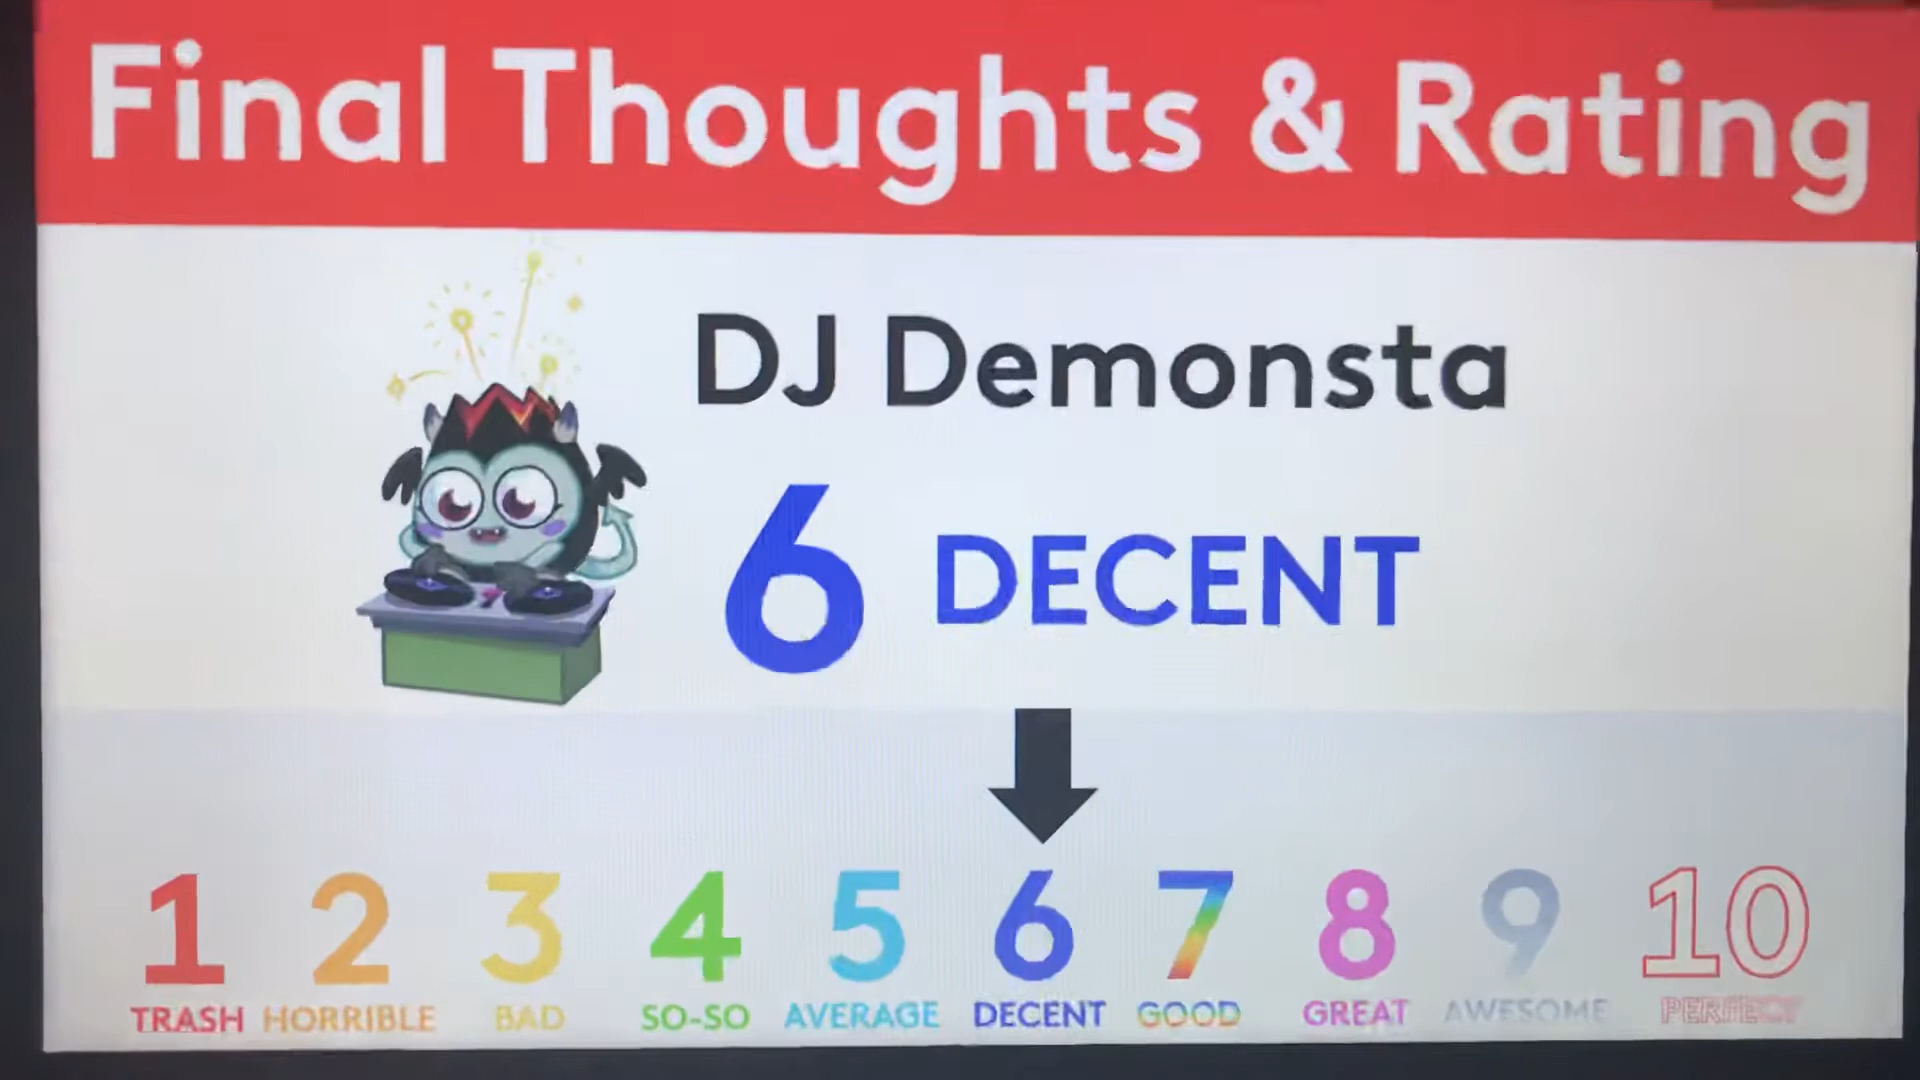 Final Thoughts & Rating
DJ Demonsta
6 DECENT
1 2 3 4 5 6 7 8 9 10
TRASH HORRIBLE BAD SO-SO AVERAGE DECENT GOOD GREAT AWESOME PERFECT